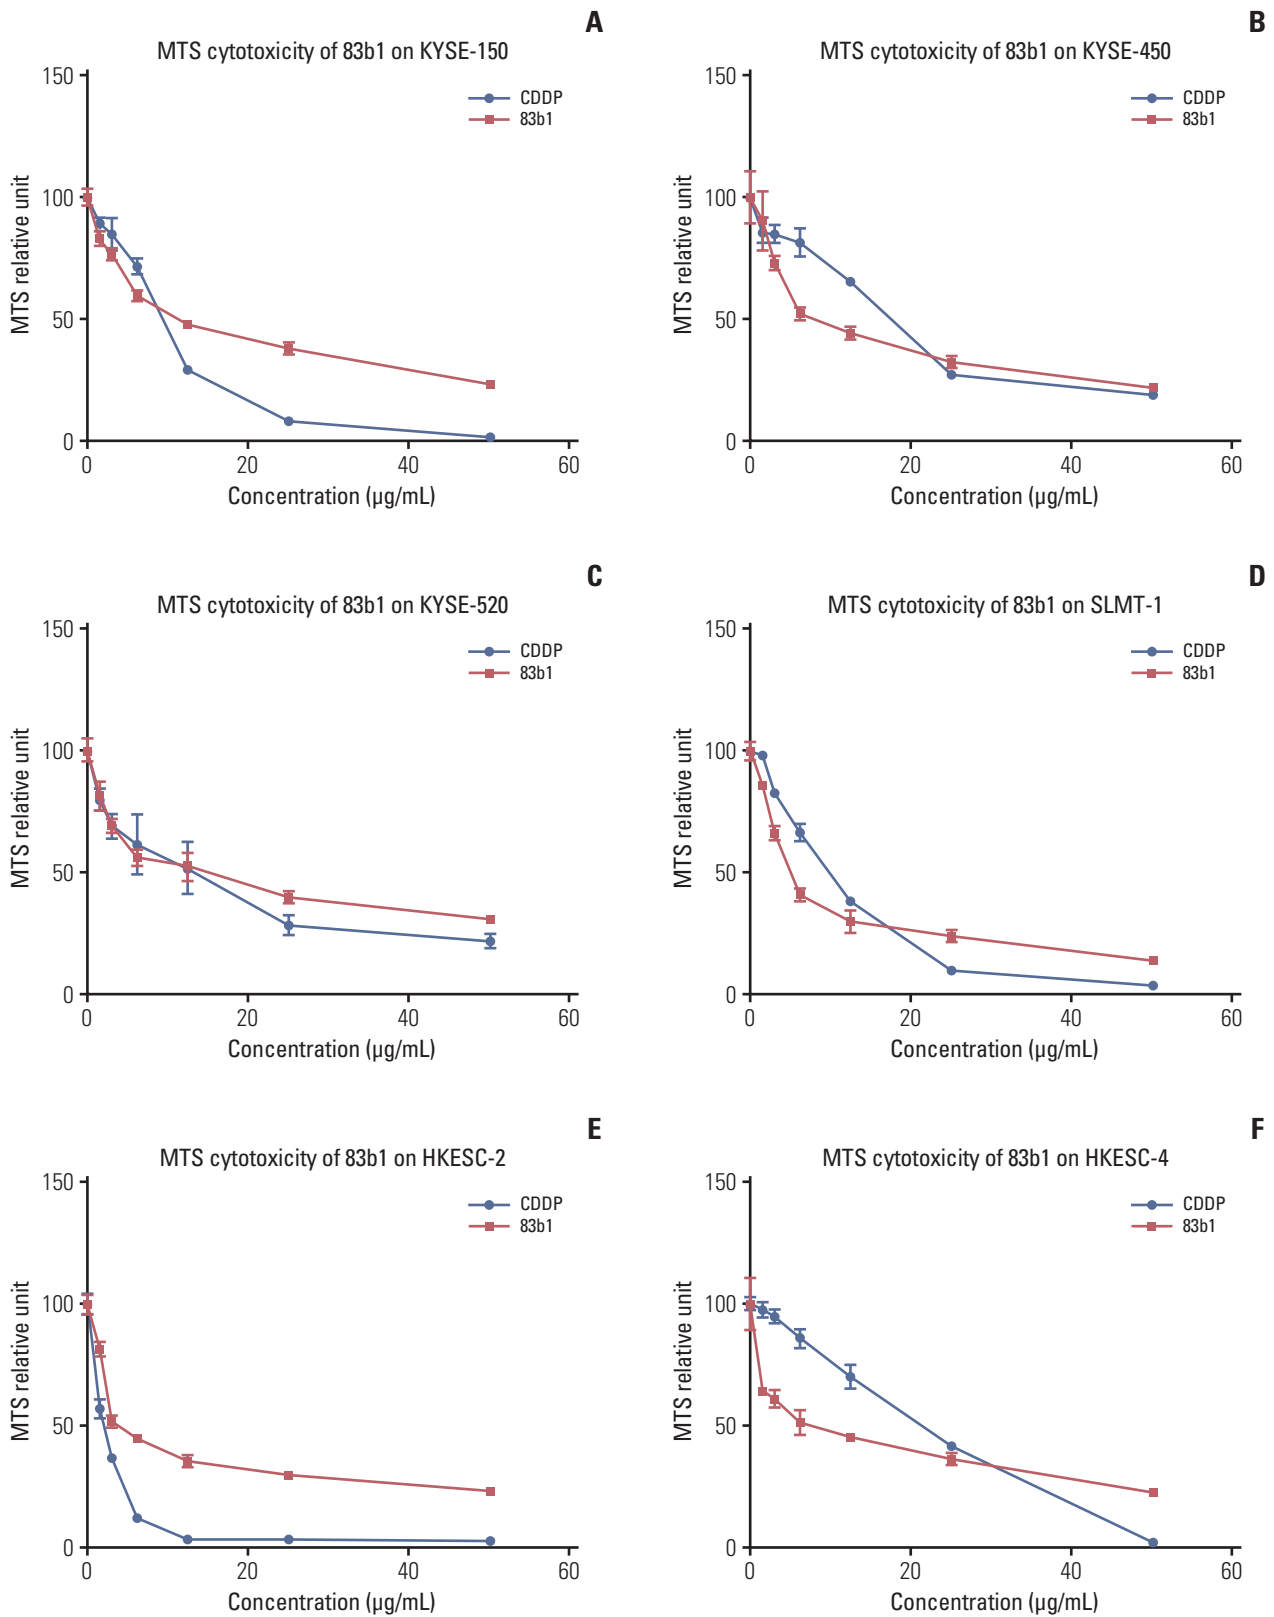 A
MTS cytotoxicity of 83b1 on KYSE-150
150
100
50
0
MTS relative unit
CDDP
83b1
0 20 40 60
Concentration (µg/mL)
B
MTS cytotoxicity of 83b1 on KYSE-450
150
100
50
0
MTS relative unit
CDDP
83b1
0 20 40 60
Concentration (µg/mL)
C
MTS cytotoxicity of 83b1 on KYSE-520
150
100
50
0
MTS relative unit
CDDP
83b1
0 20 40 60
Concentration (µg/mL)
D
MTS cytotoxicity of 83b1 on SLMT-1
150
100
50
0
MTS relative unit
CDDP
83b1
0 20 40 60
Concentration (µg/mL)
E
MTS cytotoxicity of 83b1 on HKESC-2
150
100
50
0
MTS relative unit
CDDP
83b1
0 20 40 60
Concentration (µg/mL)
F
MTS cytotoxicity of 83b1 on HKESC-4
150
100
50
0
MTS relative unit
CDDP
83b1
0 20 40 60
Concentration (µg/mL)